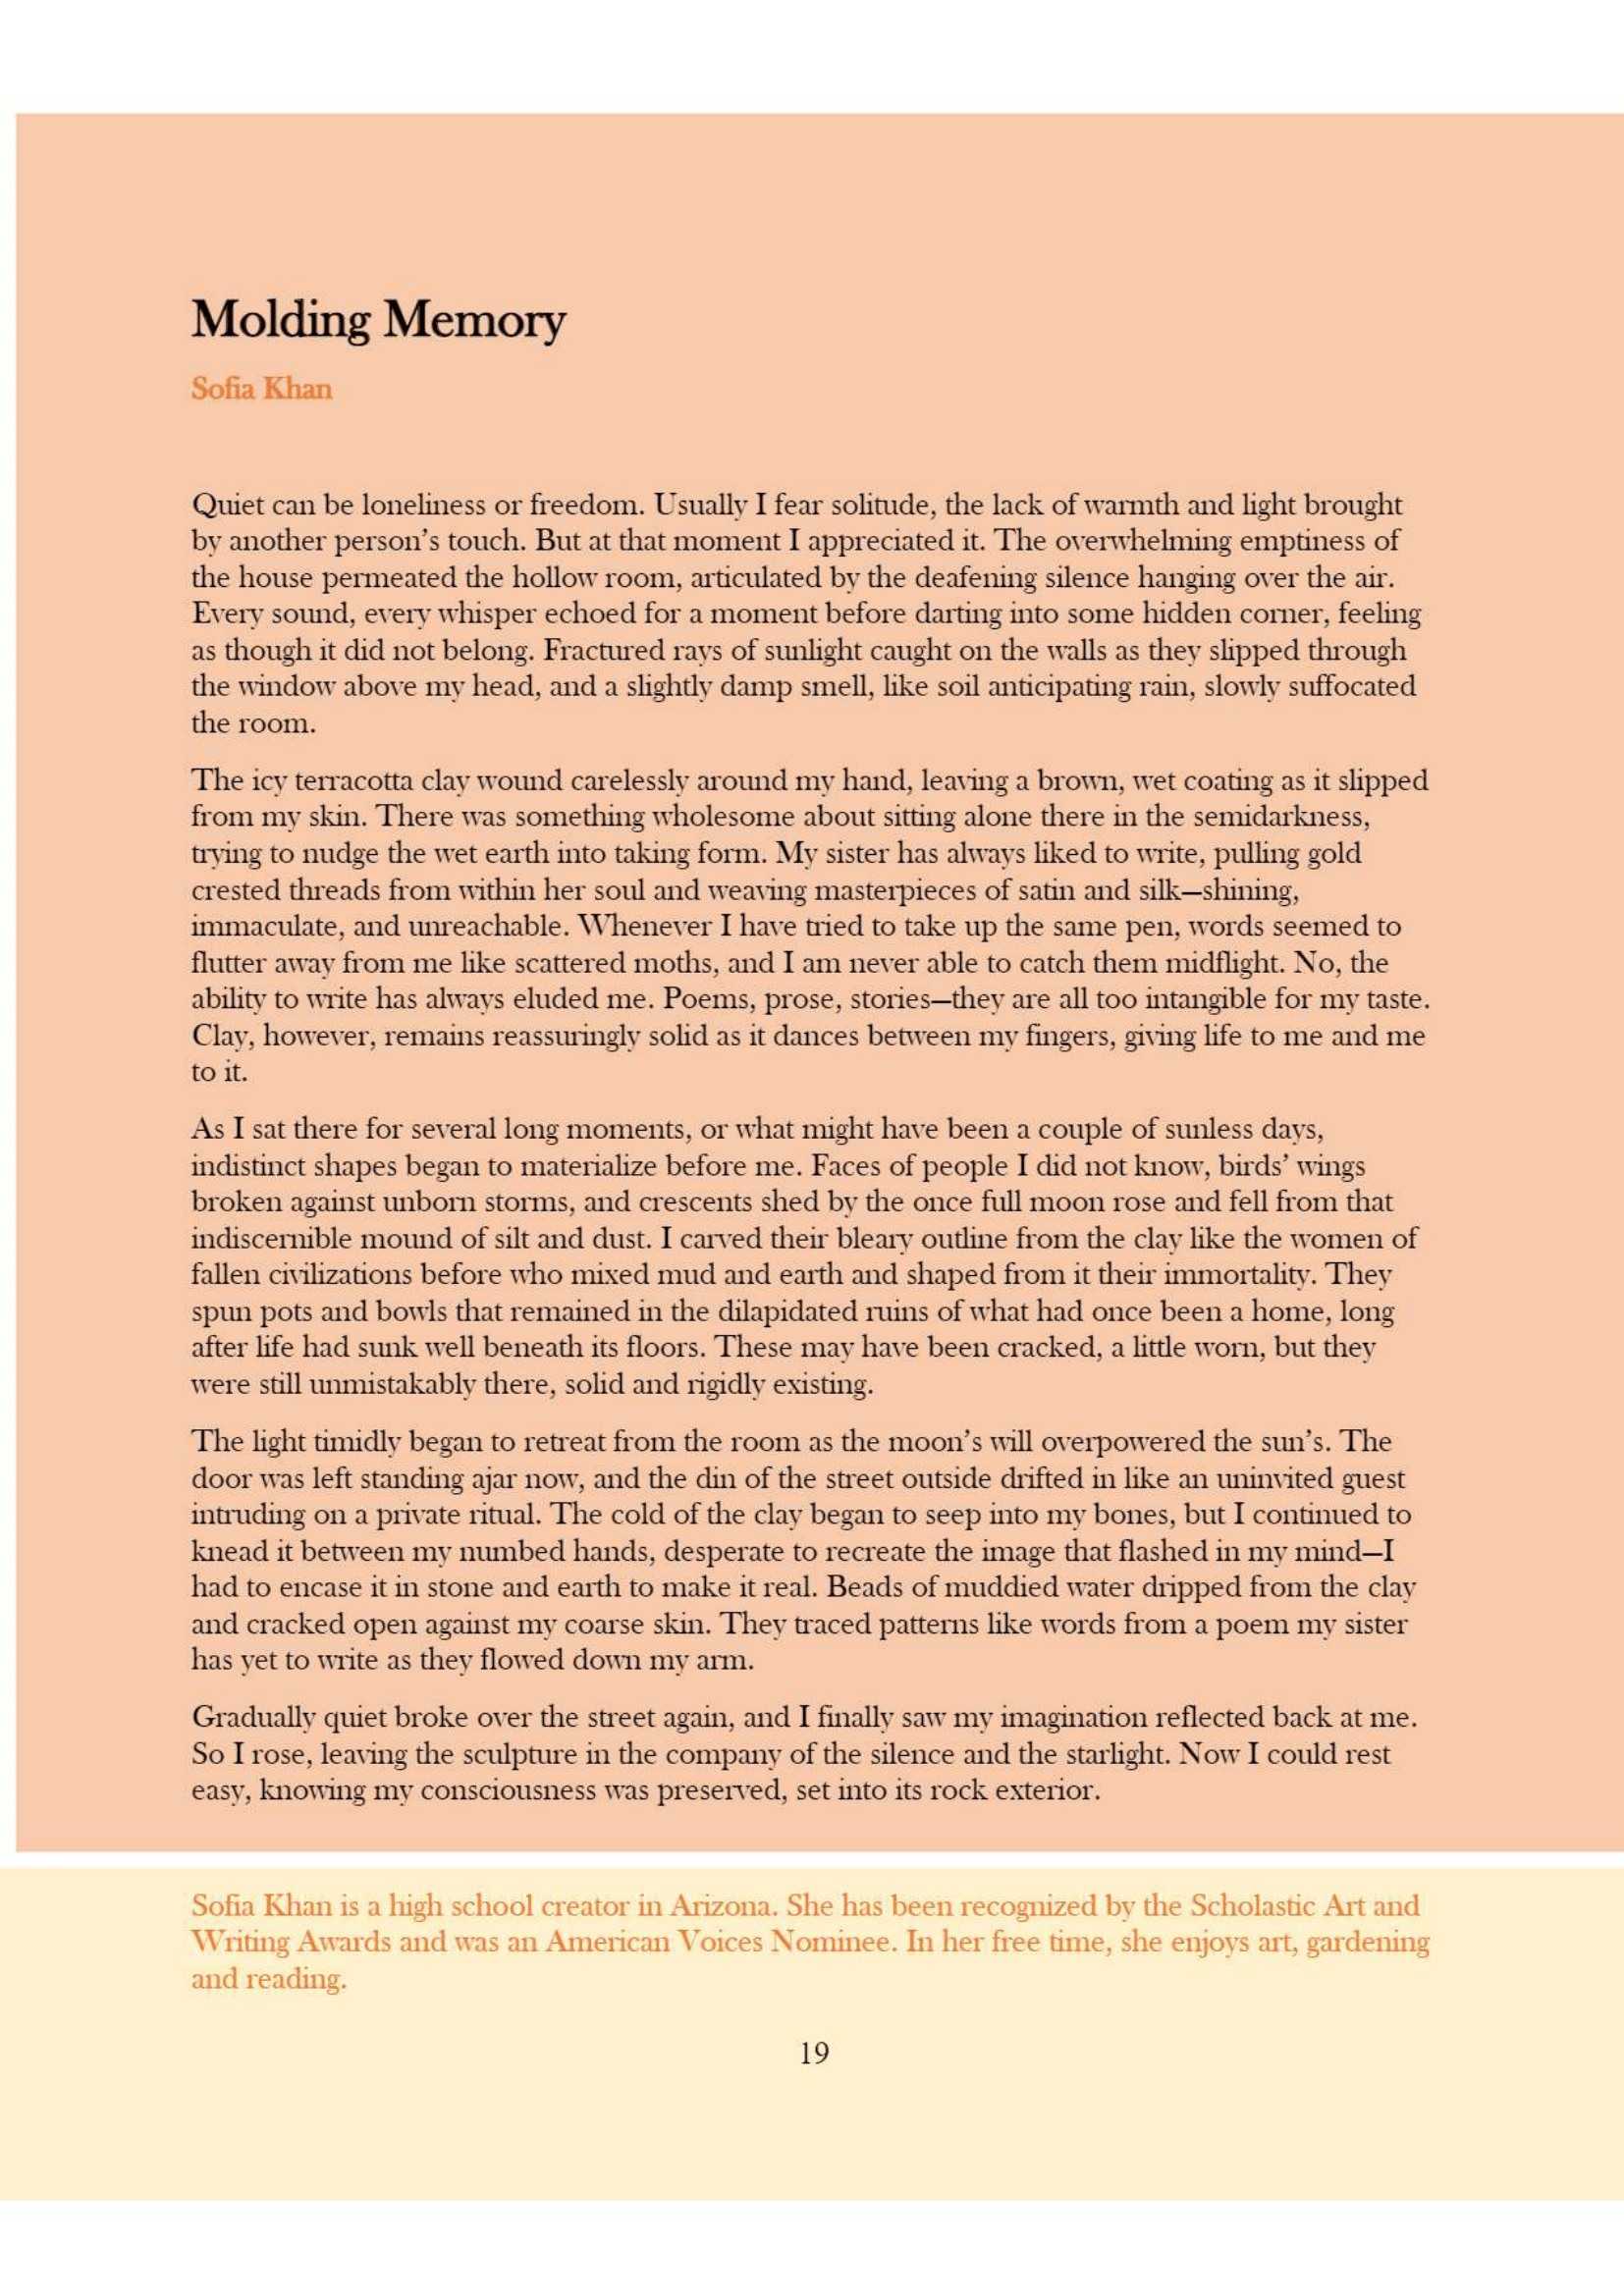 Molding Memory
Sofia Khan
Quiet can be loneliness or freedom. Usually I fear solitude, the lack of warmth and light brought
by another person's touch. But at that moment I appreciated it. The overwhelming emptiness of
the house permeated the hollow room, articulated by the deafening silence hanging over the air.
Every sound, every whisper echoed for a moment before darting into some hidden corner, feeling
as though it did not belong. Fractured rays of sunlight caught on the walls as they slipped through
the window above my head, and a slightly damp smell, like soil anticipating rain, slowly suffocated
the room.
The icy terracotta clay wound carelessly around my hand, leaving a brown, wet coating as it slipped
from my skin. There was something wholesome about sitting alone there in the semidarkness,
trying to nudge the wet earth into taking form. My sister has always liked to write, pulling gold
crested threads from within her soul and weaving masterpieces of satin and silk—shining,
immaculate, and unreachable. Whenever I have tried to take up the same pen, words seemed to
flutter away from me like scattered moths, and I am never able to catch them midflight. No, the
ability to write has always eluded me. Poems, prose, stories—they are all too intangible for my taste.
Clay, however, remains reassuringly solid as it dances between my fingers, giving life to me and me
to it.
As I sat there for several long moments, or what might have been a couple of sunless days,
indistinct shapes began to materialize before me. Faces of people I did not know, birds' wings
broken against unborn storms, and crescents shed by the once full moon rose and fell from that
indiscernible mound of silt and dust. I carved their bleary outline from the clay like the women of
fallen civilizations before who mixed mud and earth and shaped from it their immortality. They
spun pots and bowls that remained in the dilapidated ruins of what had once been a home, long
after life had sunk well beneath its floors. These may have been cracked, a little worn, but they
were still unmistakably there, solid and rigidly existing.
The light timidly began to retreat from the room as the moon's will overpowered the sun's. The
door was left standing ajar now, and the din of the street outside drifted in like an uninvited guest
intruding on a private ritual. The cold of the clay began to seep into my bones, but I continued to
knead it between my numbed hands, desperate to recreate the image that flashed in my mind—I
had to encase it in stone and earth to make it real. Beads of muddied water dripped from the clay
and cracked open against my coarse skin. They traced patterns like words from a poem my sister
has yet to write as they flowed down my arm.
Gradually quiet broke over the street again, and I finally saw my imagination reflected back at me.
So I rose, leaving the sculpture in the company of the silence and the starlight. Now I could rest
easy, knowing my consciousness was preserved, set into its rock exterior.
Sofia Khan is a high school creator in Arizona. She has been recognized by the Scholastic Art and
Writing Awards and was an American Voices Nominee. In her free time, she enjoys art, gardening
and reading.
19